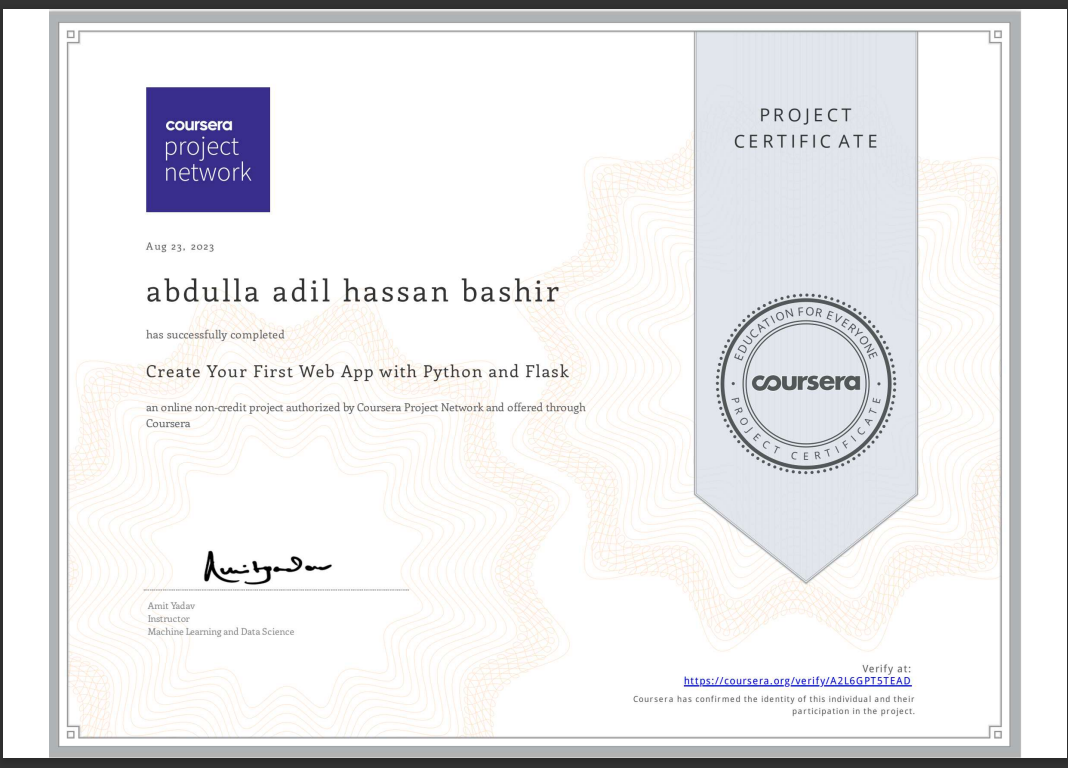 coursera
project
network
PROJECT
CERTIFICATE
Aug 23, 2023
abdulla adil hassan bashir
has successfully completed
Create Your First Web App with Python and Flask
an online non-credit project authorized by Coursera Project Network and offered through
Coursera
EDUCATION FOR EVERYONE
coursera
PROJECT CERTIFICATE
Amit Yadav
Amit Yadav
Instructor
Machine Learning and Data Science
Verify at:
https://coursera.org/verify/A2L6GPT5TEAD
Coursera has confirmed the identity of this individual and their
participation in the project.